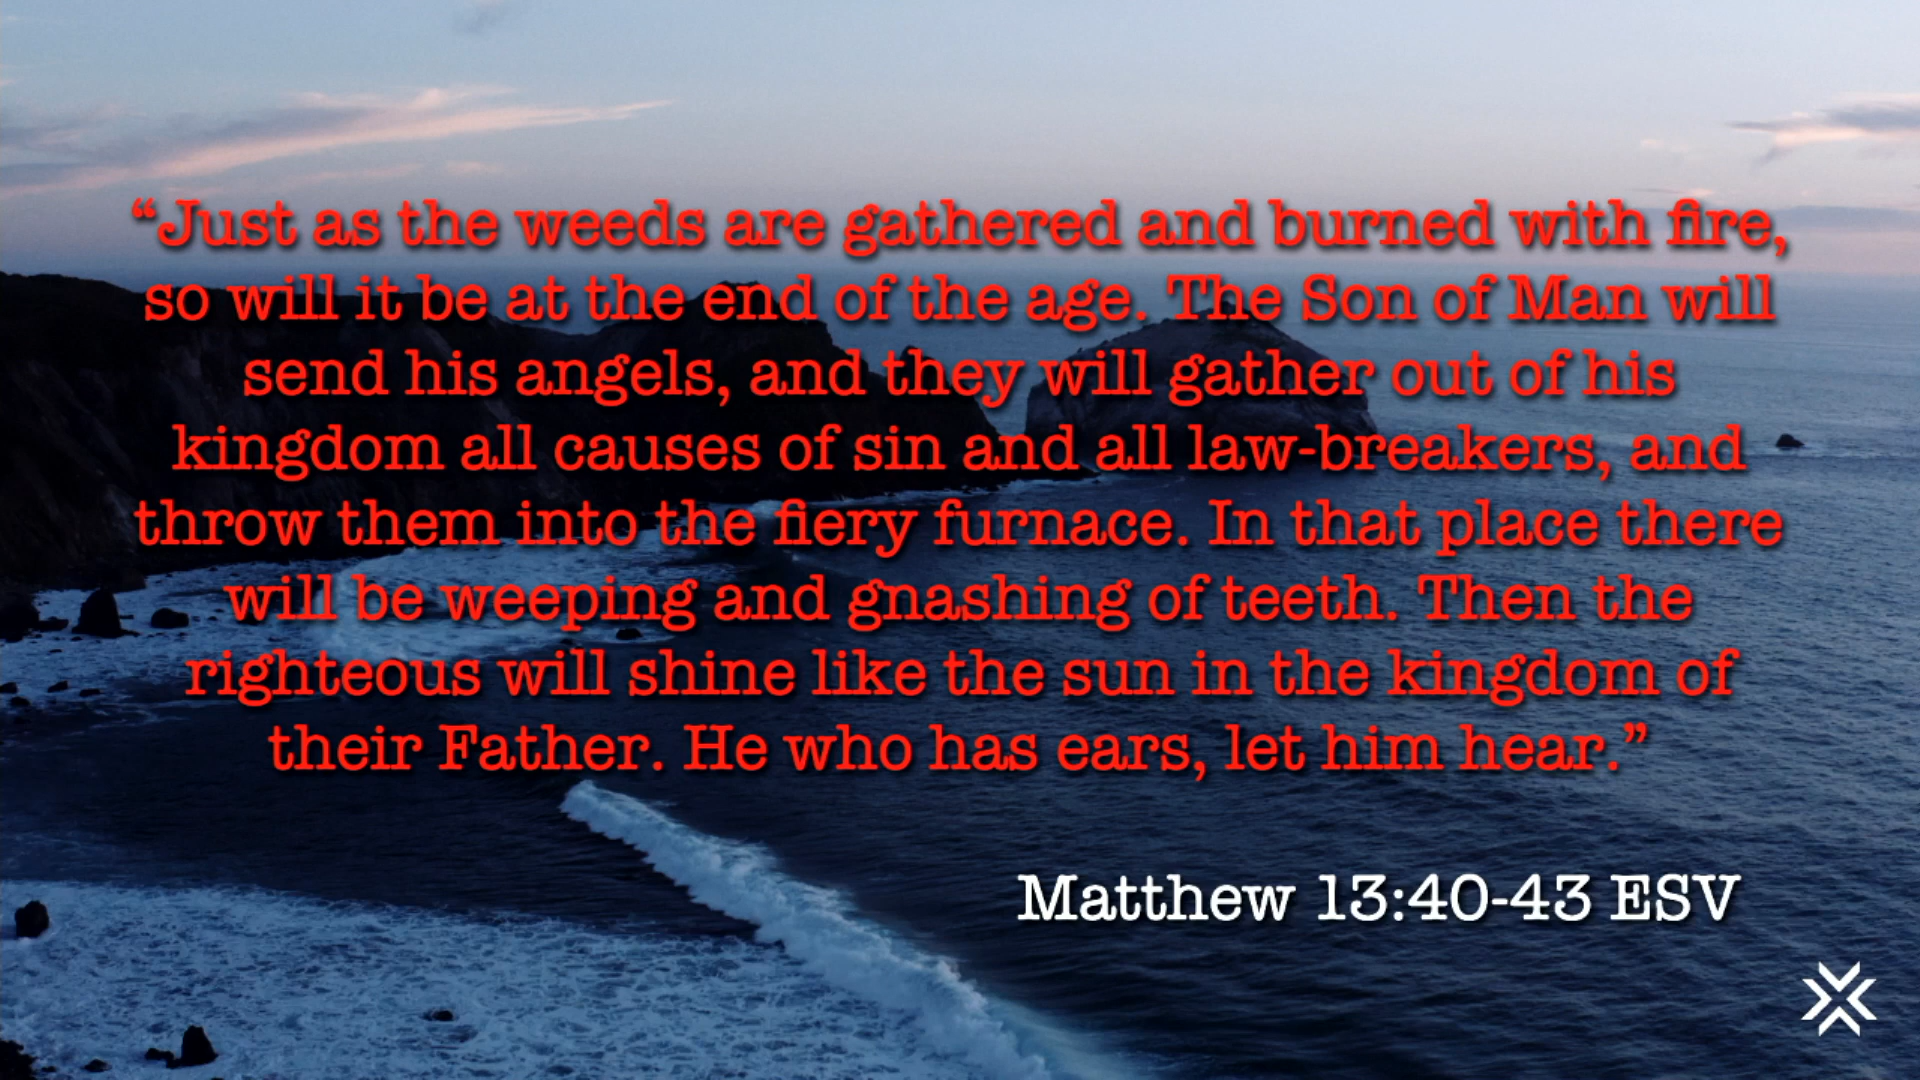 “Just as the weeds are gathered and burned with fire,
so will it be at the end of the age. The Son of Man will
send his angels, and they will gather out of his
kingdom all causes of sin and all law-breakers, and
throw them into the fiery furnace. In that place there
will be weeping and gnashing of teeth. Then the
righteous will shine like the sun in the kingdom of
their Father. He who has ears, let him hear.”
Matthew 13:40-43 ESV